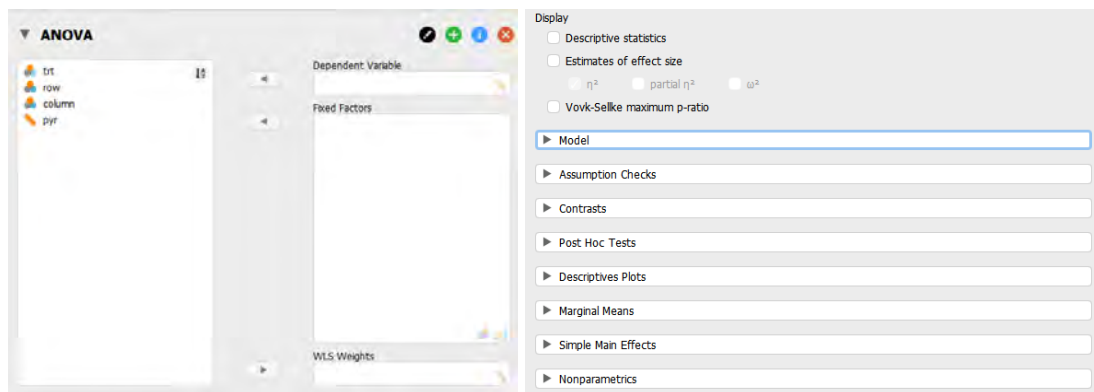 ANOVA
trt
row
column
pyr
Dependent Variable
Fixed Factors
WLS Weights
Display
Descriptive statistics
Estimates of effect size
η² partial η² ω²
Vovk-Sellke maximum p-ratio
Model
Assumption Checks
Contrasts
Post Hoc Tests
Descriptives Plots
Marginal Means
Simple Main Effects
Nonparametrics